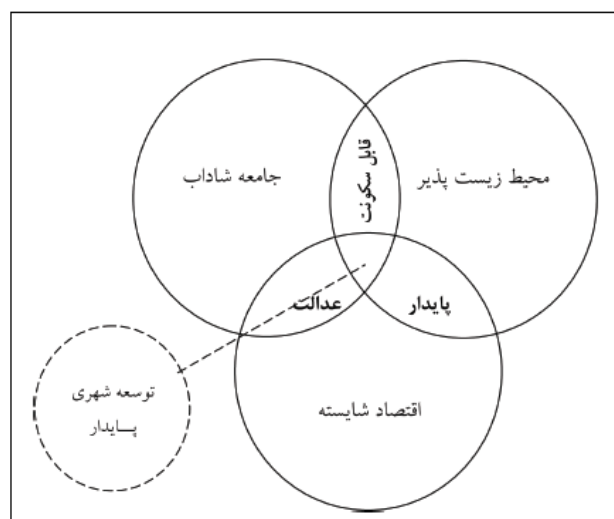 جامعه شاداب
قابل سکونت
محیط زیست پذیر
عدالت
پایدار
توسعه شهری
پـــایدار
اقتصاد شایسته